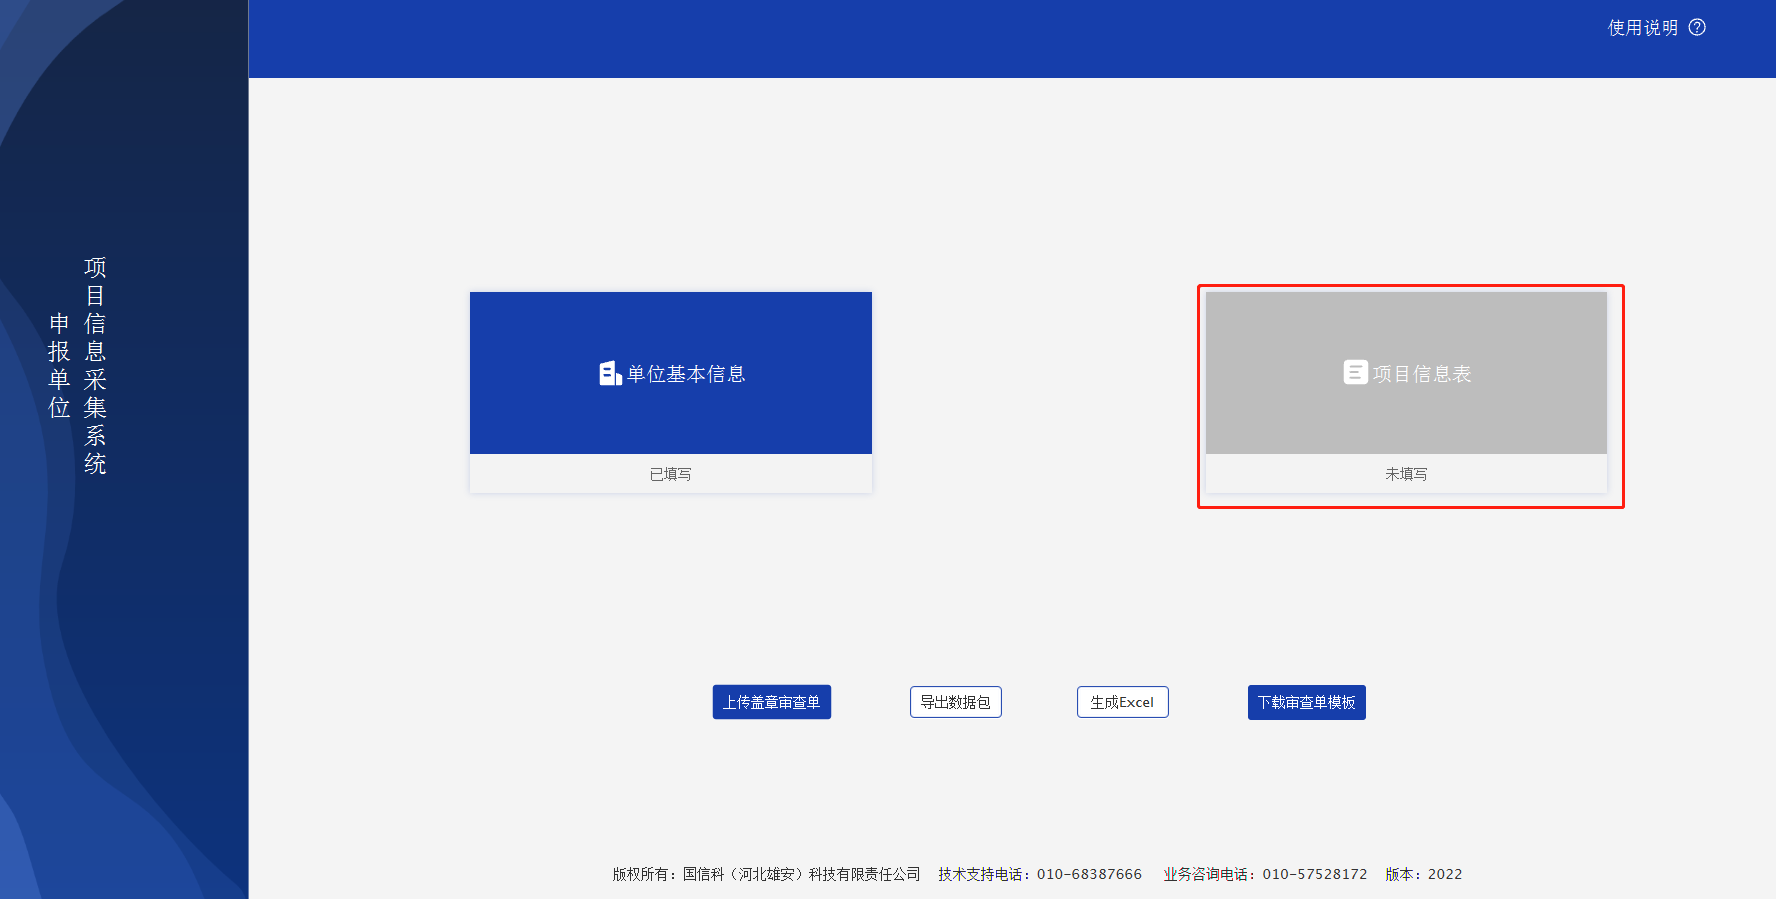 使用说明
项目信息采集系统
申报单位
单位基本信息
已填写
项目信息表
未填写
上传盖章审查单
导出数据包
生成Excel
下载审查单模板
版权所有：国信科（河北雄安）科技有限责任公司 技术支持电话：010-68387666 业务咨询电话：010-57528172 版本：2022